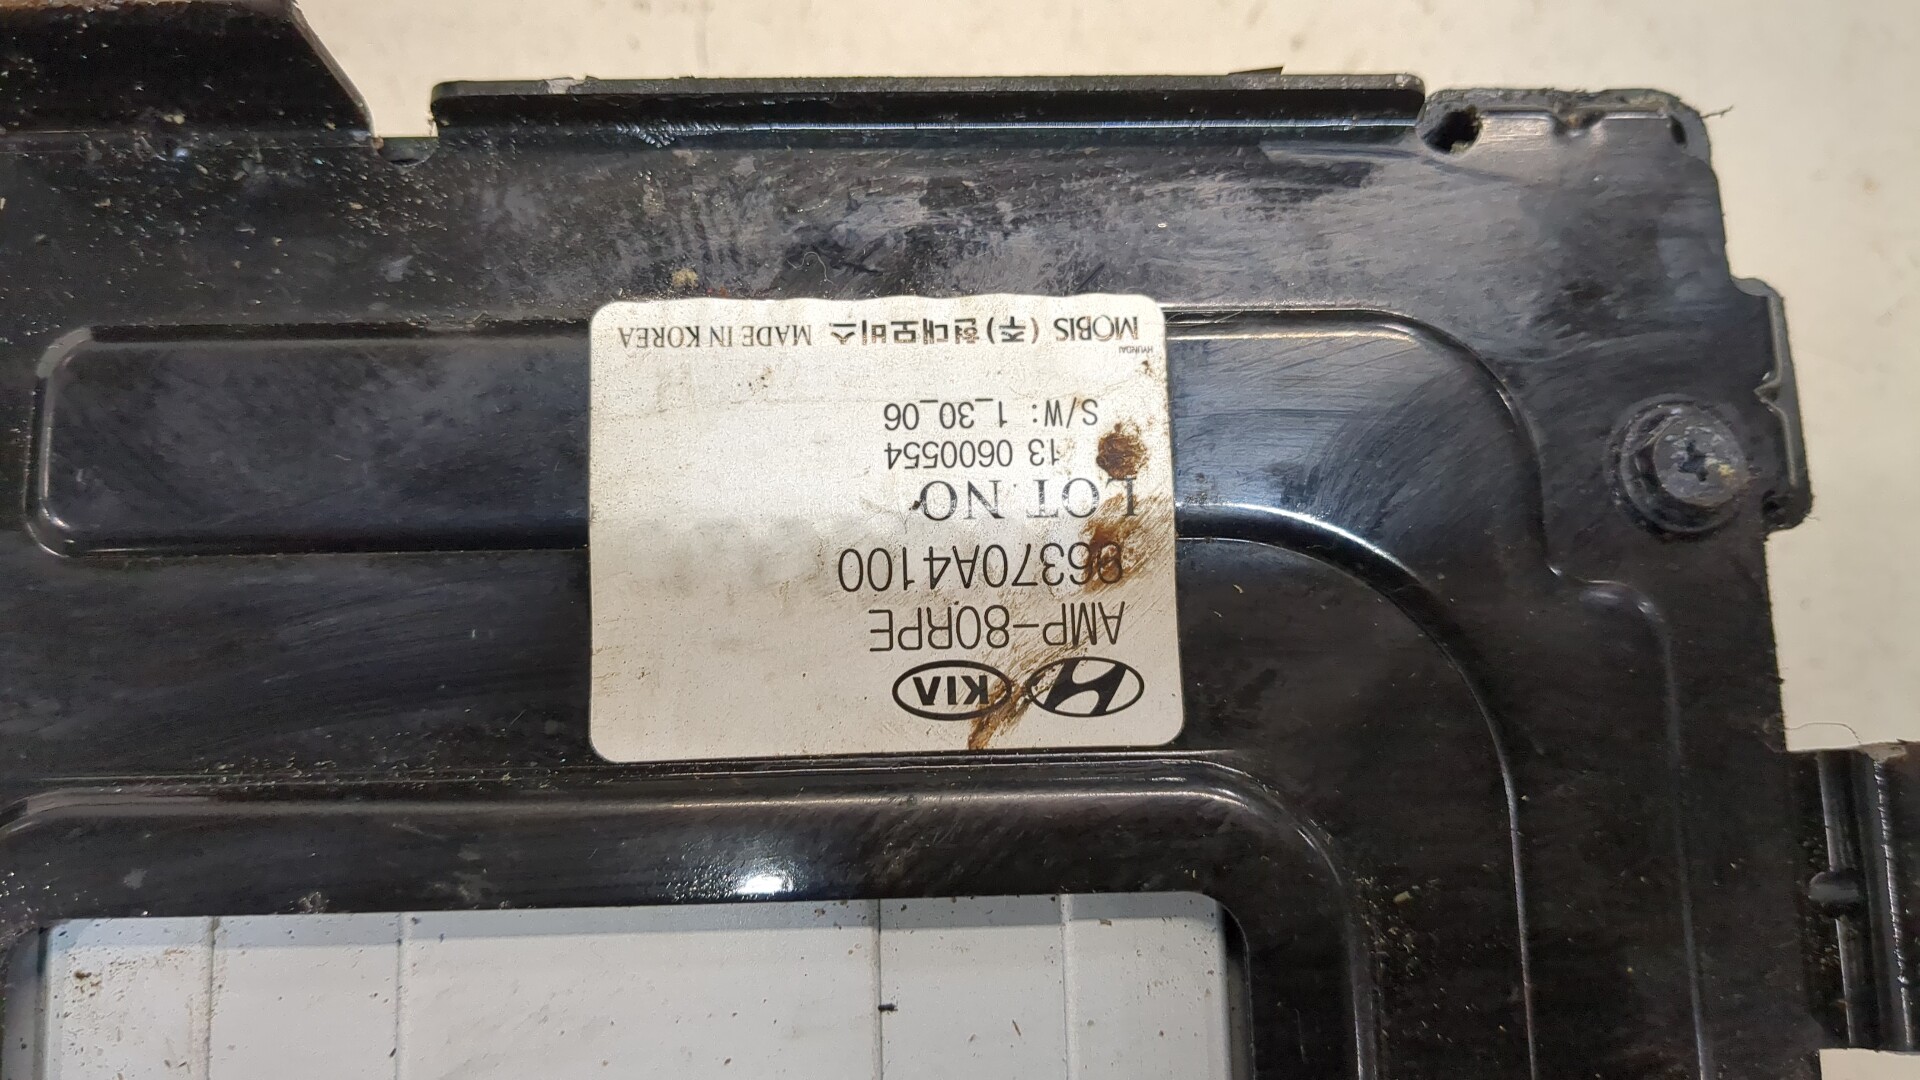 KIA
AMP-80RPE
96370A4100
LOT NO
13 0600554
S/W: 1_30_06
HYUNDAI
MOBIS (주)현대모비스 MADE IN KOREA